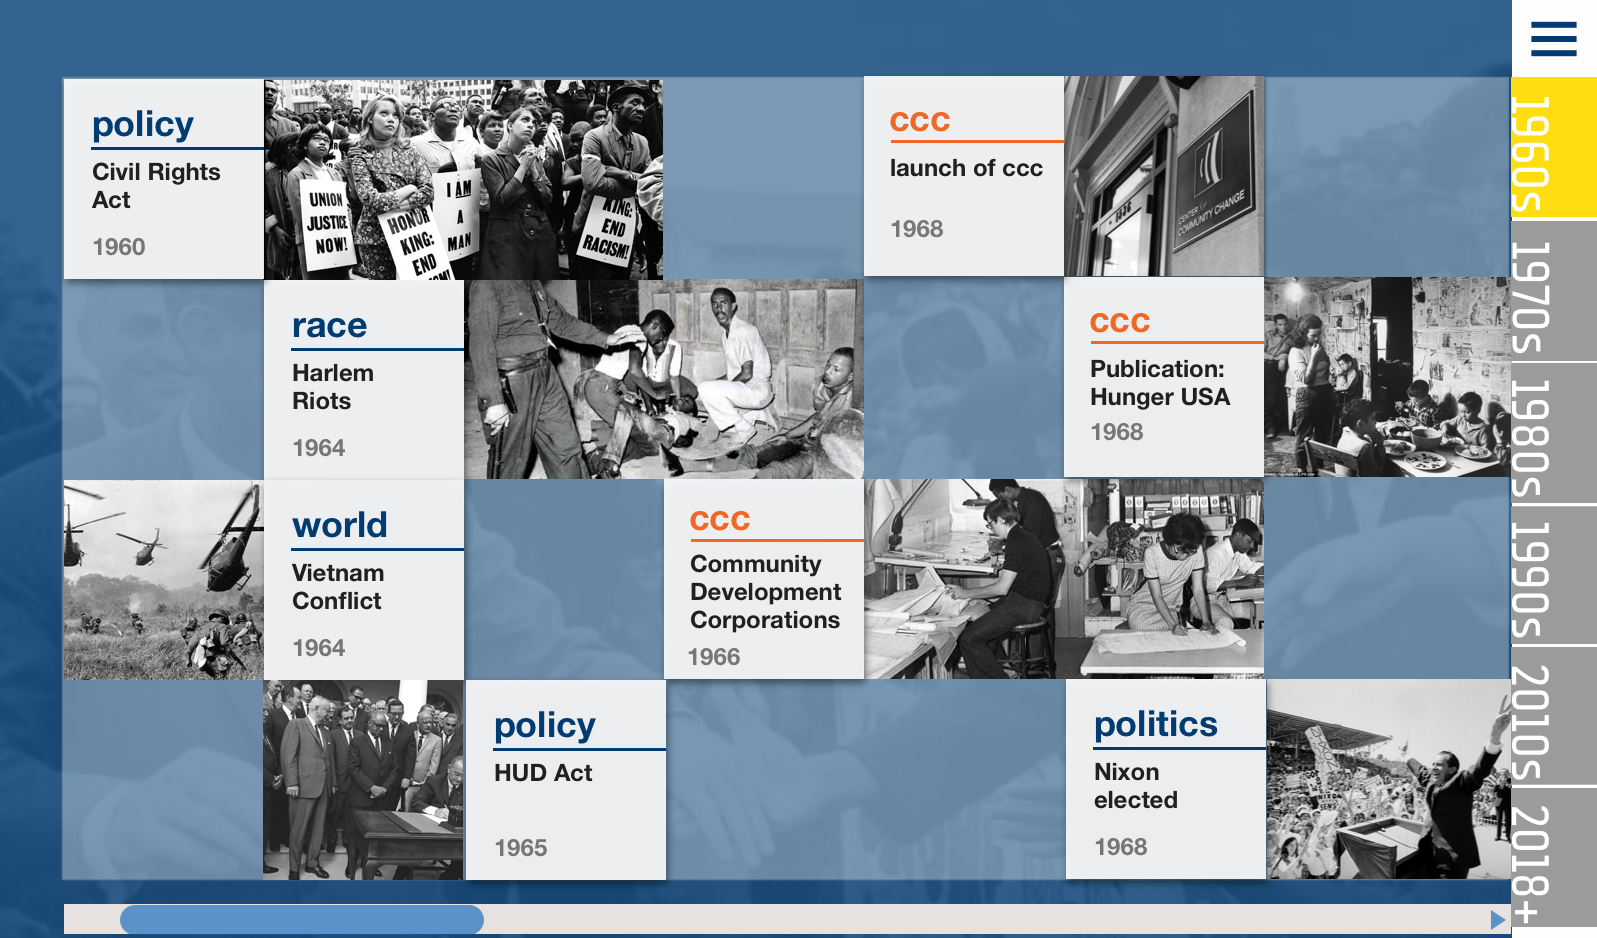 policy
Civil Rights
Act
1960
UNION
JUSTICE
NOW!
HONOR
KING:
END
I AM
A
MAN
KING:
END
RACISM!
ccc
launch of ccc
1968
1836
CENTER for
COMMUNITY CHANGE
race
Harlem
Riots
1964
ccc
Publication:
Hunger USA
1968
world
Vietnam
Conflict
1964
ccc
Community
Development
Corporations
1966
policy
HUD Act
1965
politics
Nixon
elected
1968
1960s
1970s
1980s
1990s
2010s
2018+